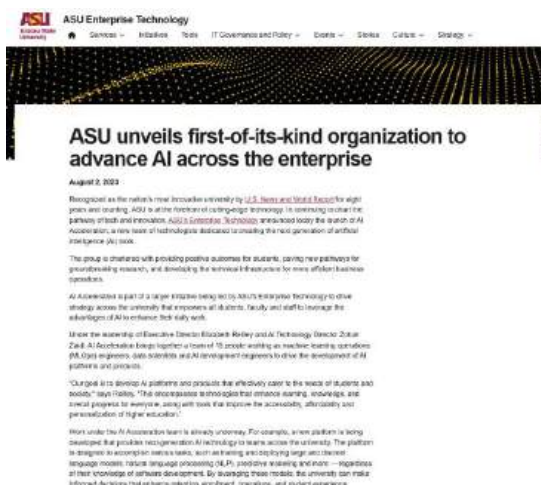 ASU
Arizona State
University
ASU Enterprise Technology
Services
Initiatives
Tools
IT Governance and Policy
Events
Stories
Culture
Strategy
ASU unveils first-of-its-kind organization to
advance AI across the enterprise
August 2, 2023
Recognized as the nation's most innovative university by U.S. News and World Report for eight
years and counting, ASU is at the forefront of cutting-edge technology. In continuing to chart the
pathway of tech and innovation, ASU's Enterprise Technology announced today the launch of AI
Acceleration, a new team of technologists dedicated to creating the next generation of artificial
intelligence (AI) tools.
The group is chartered with providing positive outcomes for students, paving new pathways for
groundbreaking research, and developing the technical infrastructure for more efficient business
operations.
AI Acceleration is part of a larger initiative being led by ASU's Enterprise Technology to drive
strategy across the university that empowers all students, faculty and staff to leverage the
advantages of AI to enhance their daily work.
Under the leadership of Executive Director Elizabeth Reilley and AI Technology Director Zohair
Zaidi, AI Acceleration brings together a team of 15 people working as machine learning operations
(MLOps) engineers, data scientists and AI development engineers to drive the development of AI
platforms and products.
"Our goal is to develop AI platforms and products that effectively cater to the needs of students and
society," says Reilley. "This encompasses technologies that enhance learning, knowledge, and
overall progress for everyone, along with tools that improve the accessibility, affordability and
personalization of higher education."
Work under the AI Acceleration team is already underway. For example, a new platform is being
developed that provides next-generation AI technology to teams across the university. The platform
is designed to accomplish various tasks, such as training and deploying large and discreet
language models, natural language processing (NLP), predictive modeling and more — regardless
of their knowledge of software development. By leveraging these models, the university can make
informed decisions that enhance retention, enrollment, operations, and student experience.